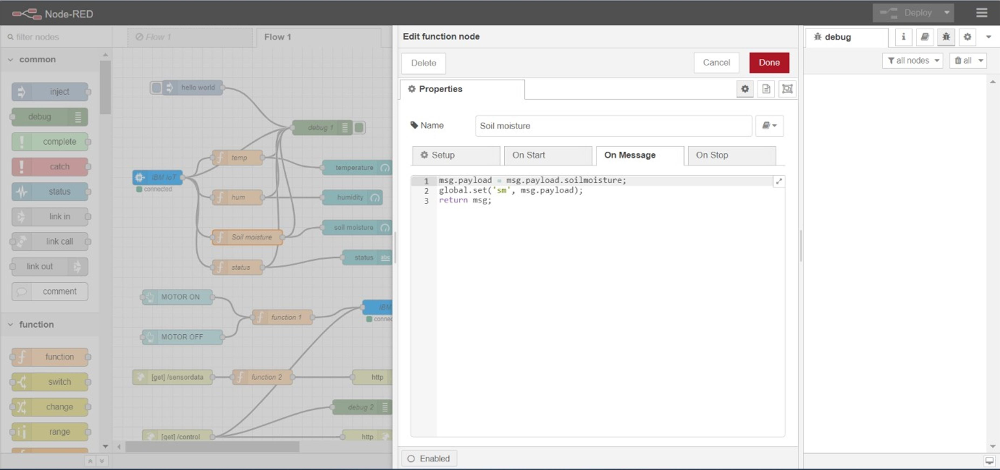 Node-RED
Deploy
filter nodes
Flow 1
Flow 1
common
inject
debug
complete
catch
status
link in
link call
link out
comment
function
function
switch
change
range
hello world
debug 1
temp
temperature
IBM IoT
connected
hum
humidity
Soil moisture
soil moisture
status
status
abc
MOTOR ON
function 1
IBM
connec
MOTOR OFF
[get] /sensordata
function 2
http
debug 2
[get] /control
http
Edit function node
Delete
Cancel
Done
Properties
Name
Soil moisture
Setup
On Start
On Message
On Stop
1 msg.payload = msg.payload.soilmoisture;
2 global.set('sm', msg.payload);
3 return msg;
Enabled
debug
i
all nodes
all